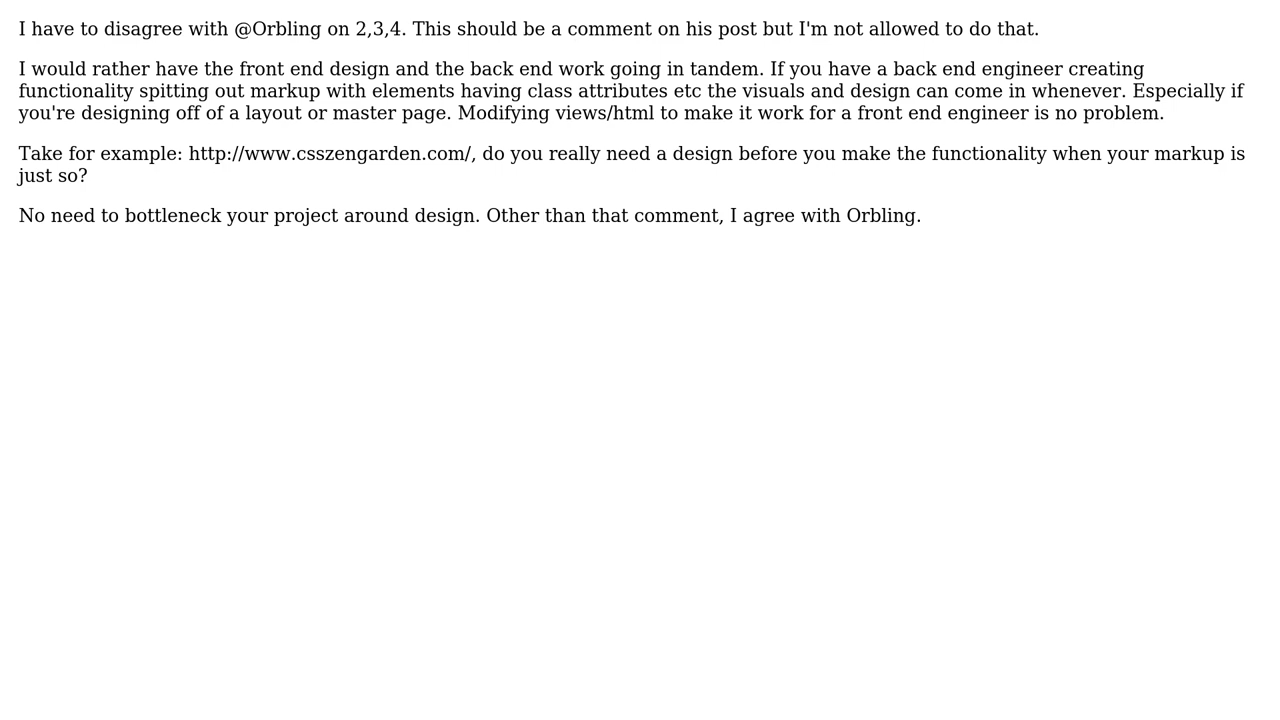 I have to disagree with @Orbling on 2,3,4. This should be a comment on his post but I'm not allowed to do that.
I would rather have the front end design and the back end work going in tandem. If you have a back end engineer creating
functionality spitting out markup with elements having class attributes etc the visuals and design can come in whenever. Especially if
you're designing off of a layout or master page. Modifying views/html to make it work for a front end engineer is no problem.
Take for example: http://www.csszengarden.com/, do you really need a design before you make the functionality when your markup is
just so?
No need to bottleneck your project around design. Other than that comment, I agree with Orbling.